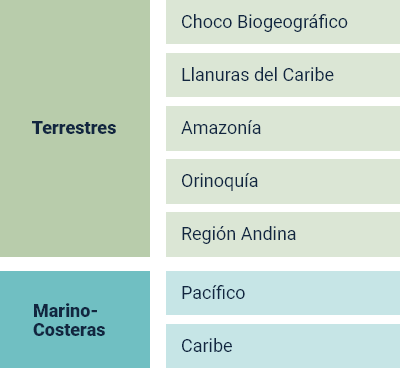 Terrestres
Choco Biogeográfico
Llanuras del Caribe
Amazonía
Orinoquía
Región Andina
Marino-
Costeras
Pacífico
Caribe